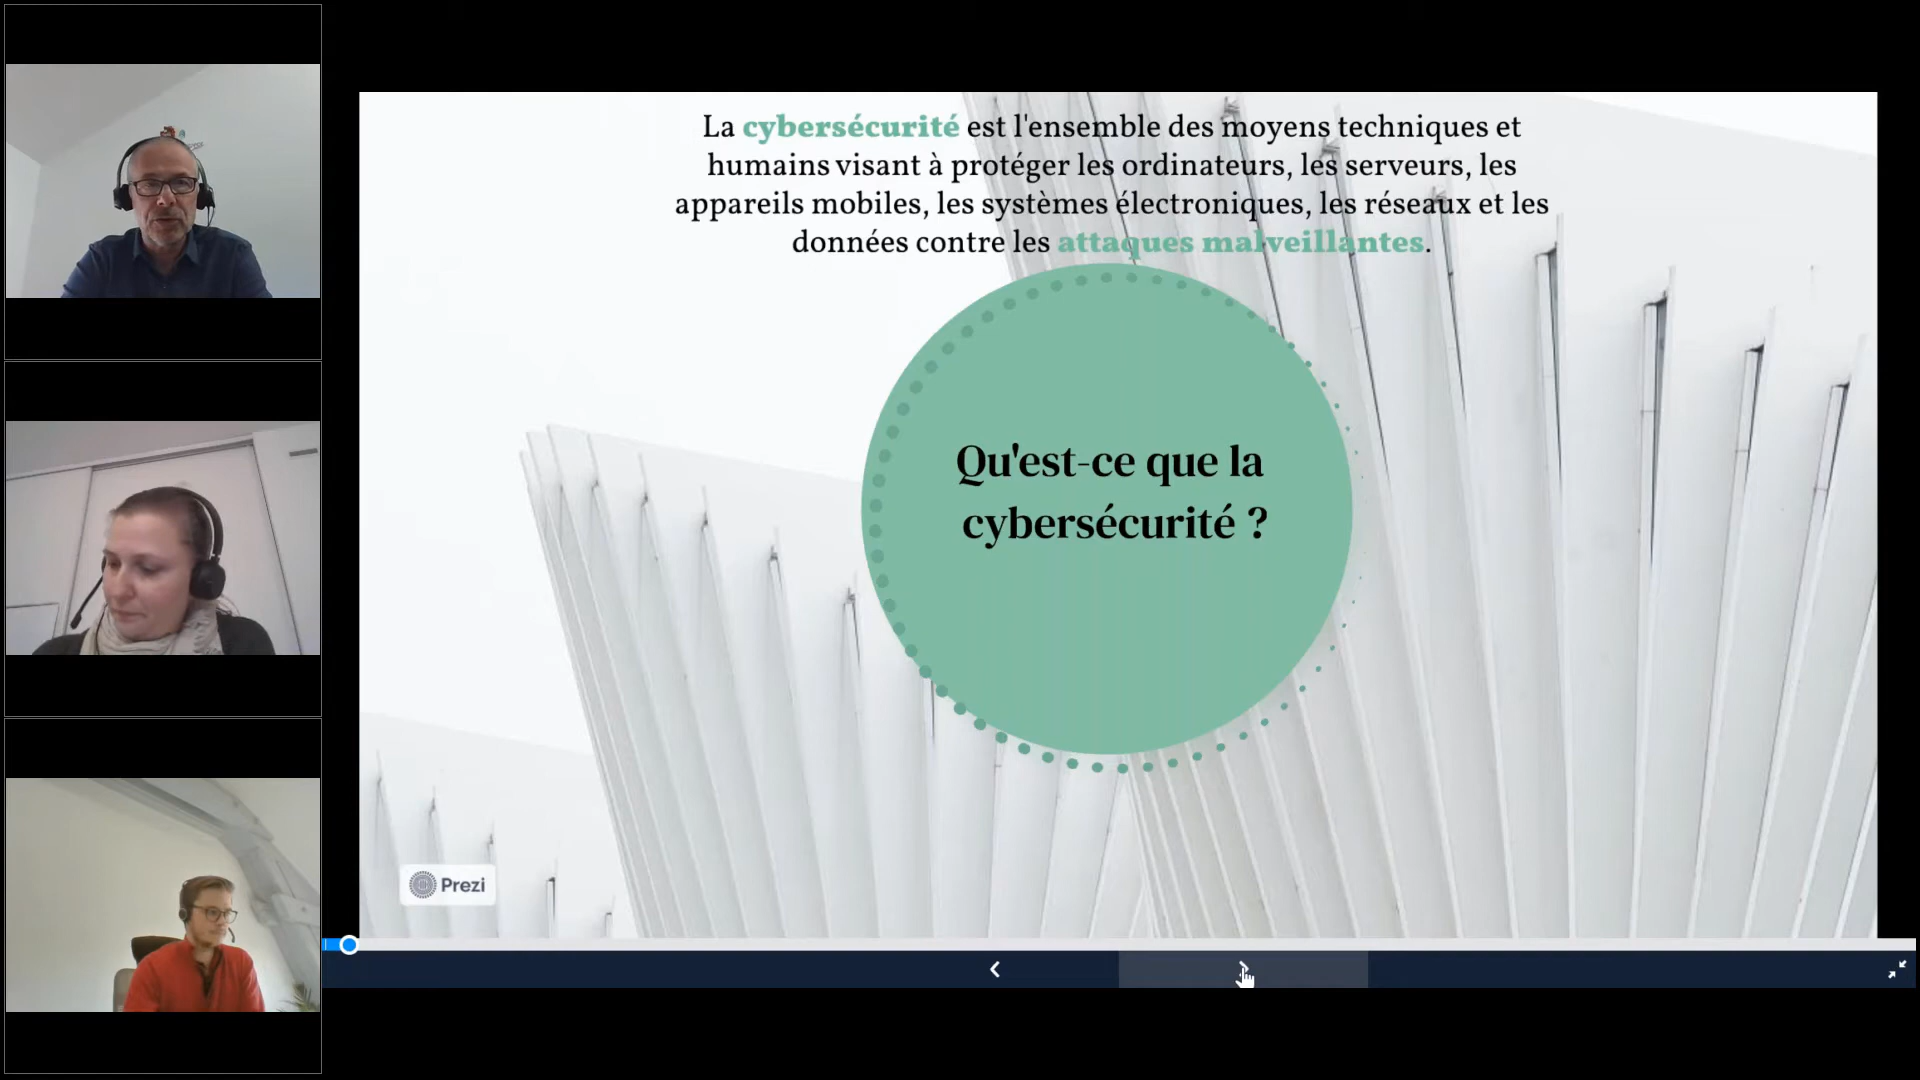 La cybersécurité est l'ensemble des moyens techniques et
humains visant à protéger les ordinateurs, les serveurs, les
appareils mobiles, les systèmes électroniques, les réseaux et les
données contre les attaques malveillantes.
Qu'est-ce que la
cybersécurité ?
Prezi